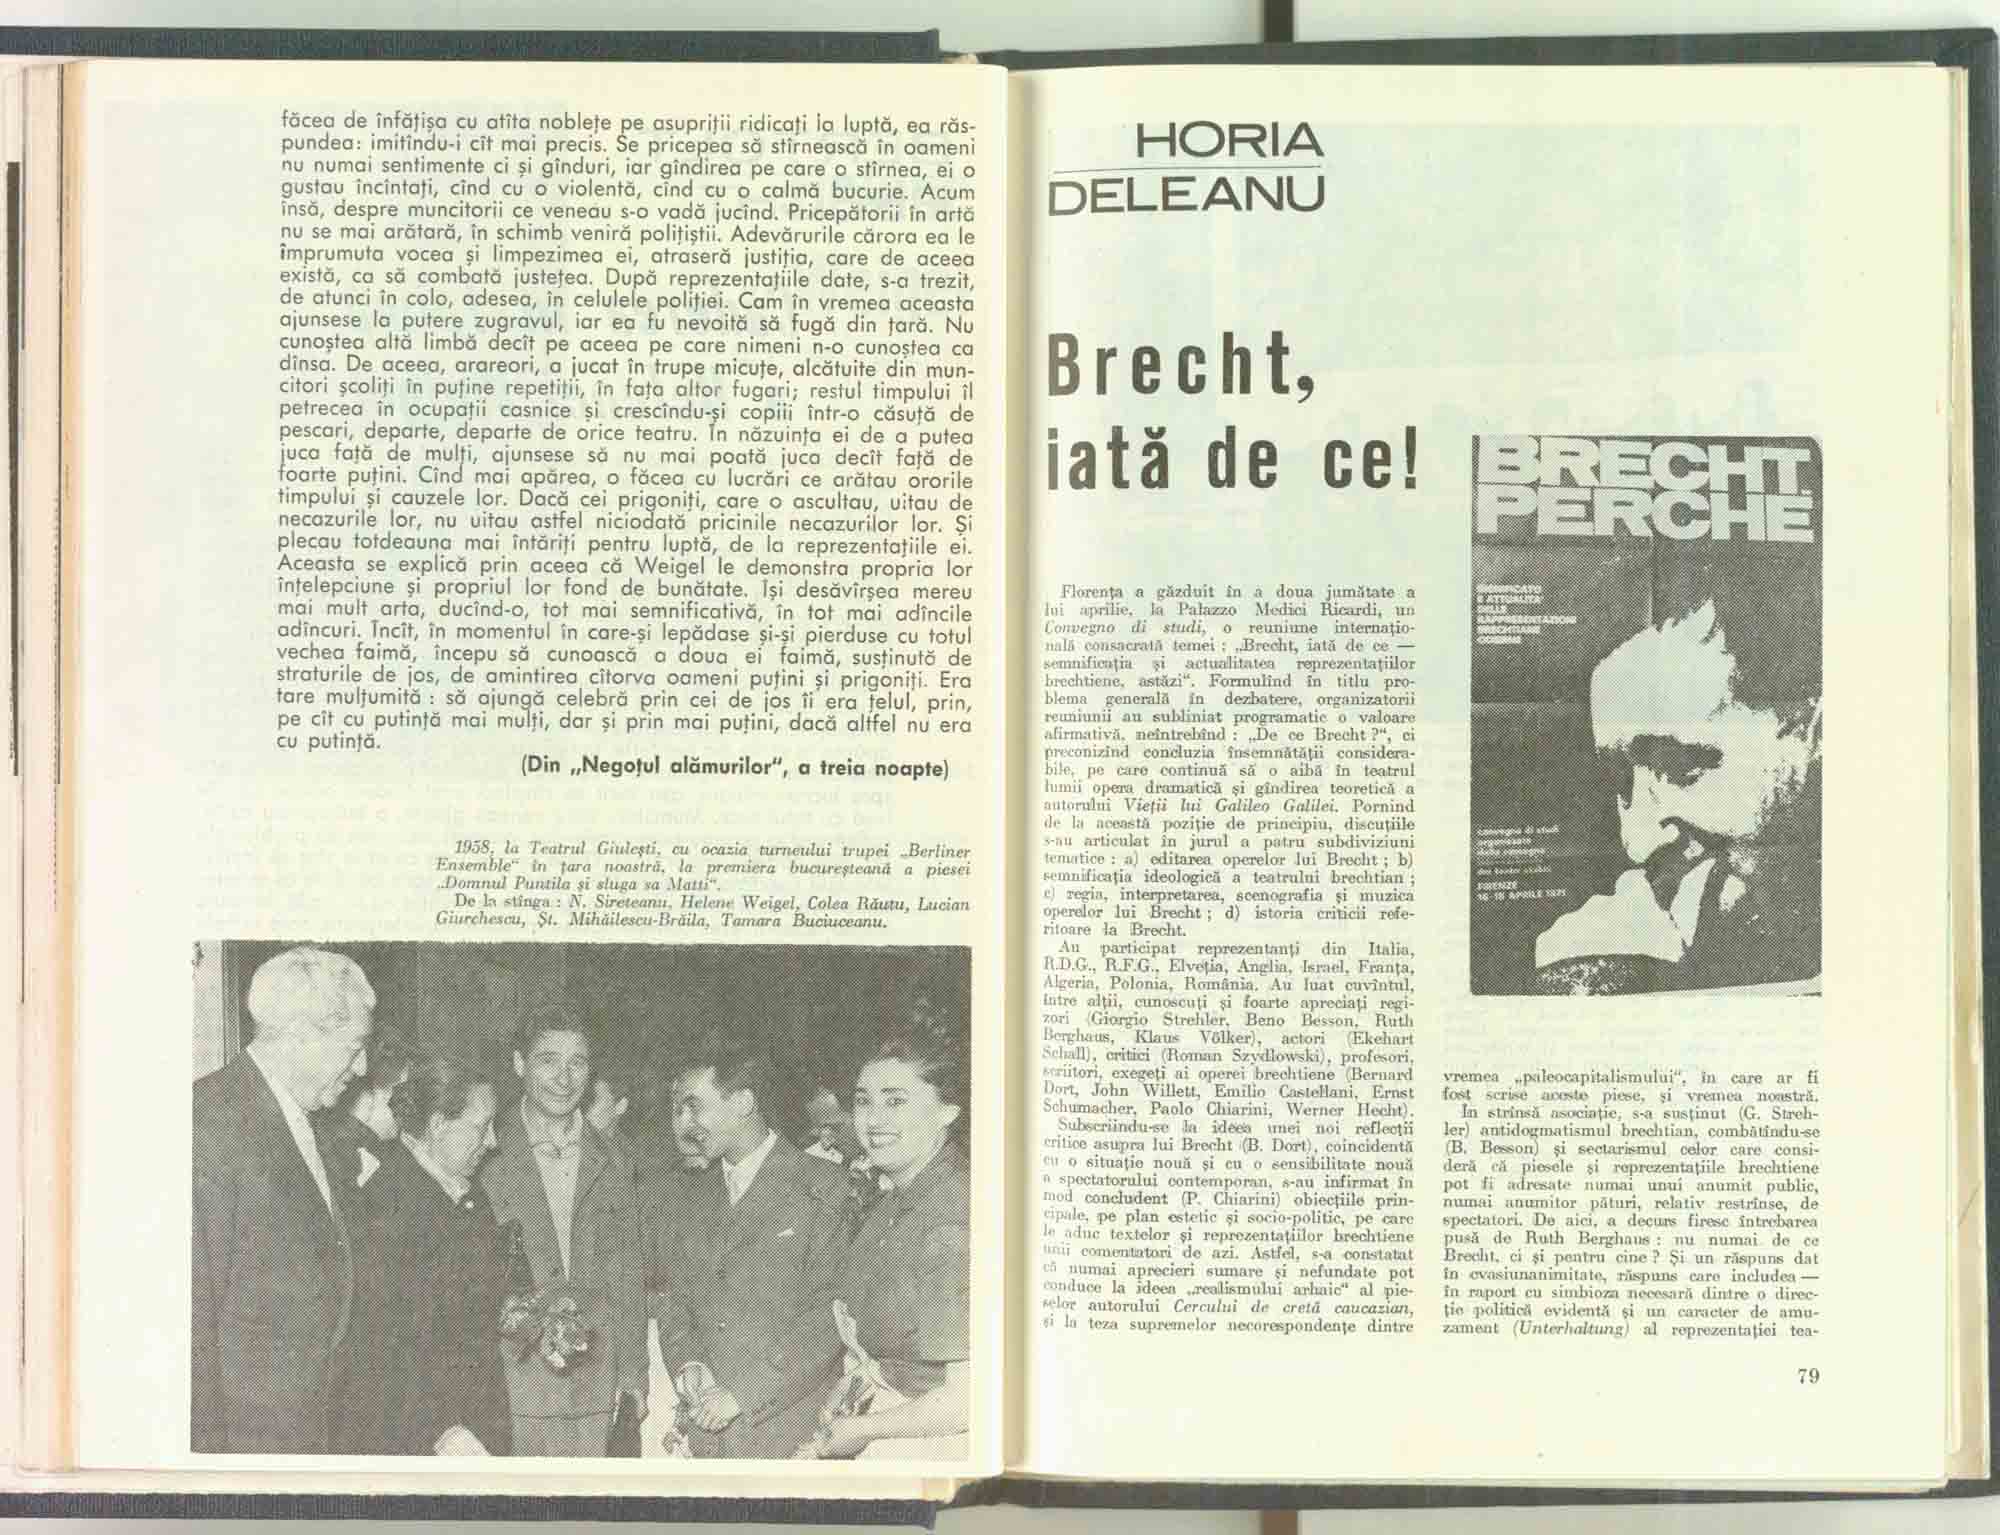 făcea de înfățișa cu atîta noblețe pe asupriții ridicați la luptă, ea răs-
pundea: imitîndu-i cît mai precis. Se pricepea să stîrnească în oameni
nu numai sentimente ci și gînduri, iar gîndirea pe care o stîrnea, ei o
gustau încîntați, cînd cu o violentă, cînd cu o calmă bucurie. Acum
însă, despre muncitorii ce veneau s-o vadă jucînd. Pricepătorii în artă
nu se mai arătară, în schimb veniră polițiștii. Adevărurile cărora ea le
împrumuta vocea și limpezimea ei, atraseră justiția, care de aceea
există, ca să combată justețea. După reprezentațiile date, s-a trezit,
de atunci în colo, adesea, în celulele poliției. Cam în vremea aceasta
ajunsese la putere zugravul, iar ea fu nevoită să fugă din țară. Nu
cunoștea altă limbă decît pe aceea pe care nimeni n-o cunoștea ca
dînsa. De aceea, arareori, a jucat în trupe micuțe, alcătuite din mun-
citori școliți în puține repetiții, în fața altor fugari; restul timpului îl
petrecea în ocupații casnice și crescîndu-și copiii într-o căsuță de
pescari, departe, departe de orice teatru. În năzuința ei de a putea
juca față de mulți, ajunsese să nu mai poată juca decît față de
foarte puțini. Cînd mai apărea, o făcea cu lucrări ce arătau ororile
timpului și cauzele lor. Dacă cei prigoniți, care o ascultau, uitau de
necazurile lor, nu uitau astfel niciodată pricinile necazurilor lor. Și
plecau totdeauna mai întăriți pentru luptă, de la reprezentațiile ei.
Aceasta se explică prin aceea că Weigel le demonstra propria lor
înțelepciune și propriul lor fond de bunătate. Își desăvîrșea mereu
mai mult arta, ducînd-o, tot mai semnificativă, în tot mai adîncile
adîncuri. Încît, în momentul în care-și lepădase și-și pierduse cu totul
vechea faimă, începu să cunoască a doua ei faimă, susținută de
straturile de jos, de amintirea cîtorva oameni puțini și prigoniți. Era
tare mulțumită : să ajungă celebră prin cei de jos îi era țelul, prin,
pe cît cu putință mai mulți, dar și prin mai puțini, dacă altfel nu era
cu putință.
(Din „Negoțul alămurilor“, a treia noapte)
1958, la Teatrul Giulești, cu ocazia turneului trupei „Berliner
Ensemble“ în țara noastră, la premiera bucureșteană a piesei
„Domnul Puntila și sluga sa Matti“.
De la stînga : N. Sireteanu, Helene Weigel, Colea Răutu, Lucian
Giurchescu, Șt. Mihăilescu-Brăila, Tamara Buciuceanu.
HORIA
DELEANU
Brecht,
iată de ce!
BRECHT,
PERCHÈ
SIGNIFICATO
E ATTUALITA'
DELLE
RAPPRESENTAZIONI
BRECHTIANE
convegno di studi
organizzato
FIRENZE
16-18 APRILE 1971
Florența a găzduit în a doua jumătate a
lui aprilie, la Palazzo Medici Ricardi, un
Convegno di studi, o reuniune internațio-
nală consacrată temei : „Brecht, iată de ce —
semnificația și actualitatea reprezentațiilor
brechtiene, astăzi“. Formulînd în titlu pro-
blema generală în dezbatere, organizatorii
reuniunii au subliniat programatic o valoare
afirmativă, neîntrebînd : „De ce Brecht ?“, ci
preconizînd concluzia însemnătății considera-
bile, pe care continuă să o aibă în teatrul
lumii opera dramatică și gîndirea teoretică a
autorului Vieții lui Galileo Galilei. Pornind
de la această poziție de principiu, discuțiile
s-au articulat în jurul a patru subdiviziuni
tematice : a) editarea operelor lui Brecht ; b)
semnificația ideologică a teatrului brechtian ;
c) regia, interpretarea, scenografia și muzica
operelor lui Brecht ; d) istoria criticii refe-
ritoare la Brecht.
Au participat reprezentanți din Italia,
R.D.G., R.F.G., Elveția, Anglia, Israel, Franța,
Algeria, Polonia, România. Au luat cuvîntul,
între alții, cunoscuți și foarte apreciați regi-
zori (Giorgio Strehler, Beno Besson, Ruth
Berghaus, Klaus Völker), actori (Ekehart
Schall), critici (Roman Szydlowski), profesori,
scriitori, exegeți ai operei brechtiene (Bernard
Dort, John Willett, Emilio Castellani, Ernst
Schumacher, Paolo Chiarini, Werner Hecht).
Subscriindu-se la ideea unei noi reflecții
critice asupra lui Brecht (B. Dort), coincidentă
cu o situație nouă și cu o sensibilitate nouă
a spectatorului contemporan, s-au infirmat în
mod concludent (P. Chiarini) obiecțiile prin-
cipale, pe plan estetic și socio-politic, pe care
le aduc textelor și reprezentațiilor brechtiene
unii comentatori de azi. Astfel, s-a constatat
că numai aprecieri sumare și nefundate pot
conduce la ideea „realismului arhaic“ al pie-
selor autorului Cercului de cretă caucazian,
și la teza supremelor necorespondențe dintre
vremea „paleocapitalismului“, în care ar fi
fost scrise aceste piese, și vremea noastră.
In strînsă asociație, s-a susținut (G. Streh-
ler) antidogmatismul brechtian, combătîndu-se
(B. Besson) și sectarismul celor care consi-
deră că piesele și reprezentațiile brechtiene
pot fi adresate numai unui anumit public,
numai anumitor pături, relativ restrînse, de
spectatori. De aici, a decurs firesc întrebarea
pusă de Ruth Berghaus : nu numai de ce
Brecht, ci și pentru cine ? Și un răspuns dat
în cvasiunanimitate, răspuns care includea —
în raport cu simbioza necesară dintre o direc-
ție politică evidentă și un caracter de amu-
zament (Unterhaltung) al reprezentației tea-
79